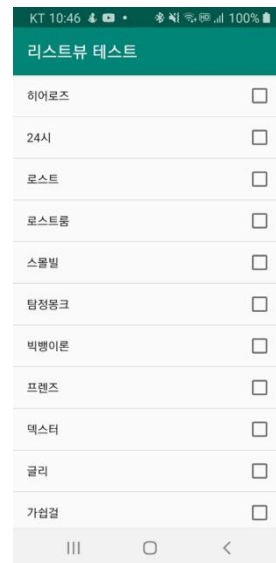 KT 10:46 100%
리스트뷰 테스트
히어로즈
24시
로스트
로스트룸
스몰빌
탐정몽크
빅뱅이론
프렌즈
덱스터
글리
가쉽걸